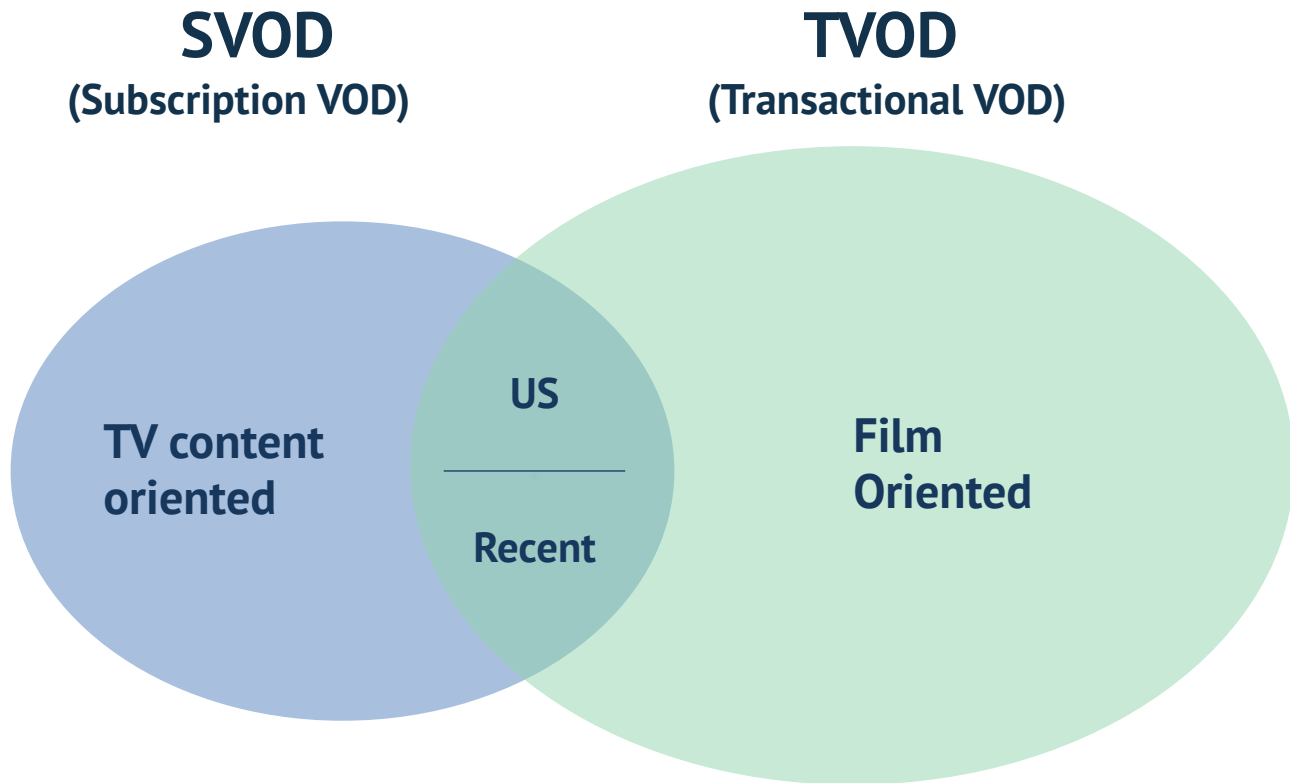 SVOD
(Subscription VOD)
TVOD
(Transactional VOD)
TV content
oriented
US
Recent
Film
Oriented